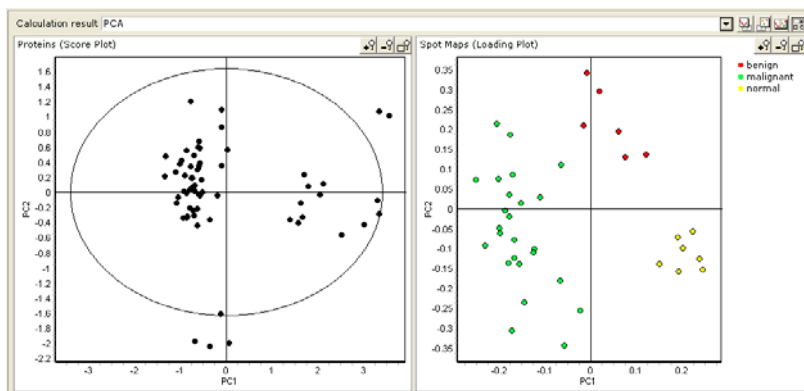 Calculation result PCA
Proteins (Score Plot)
Spot Maps (Loading Plot)
1.6
1.4
1.2
1
0.8
0.6
0.4
0.2
0
-0.2
-0.4
-0.6
-0.8
-1
-1.2
-1.4
-1.6
-1.8
-2
-2.2
PC2
-3 -2 -1 0 1 2 3
PC1
0.35
0.3
0.25
0.2
0.15
0.1
0.05
0
-0.05
-0.1
-0.15
-0.2
-0.25
-0.3
-0.35
PC2
-0.2 -0.1 0 0.1 0.2
PC1
benign
malignant
normal